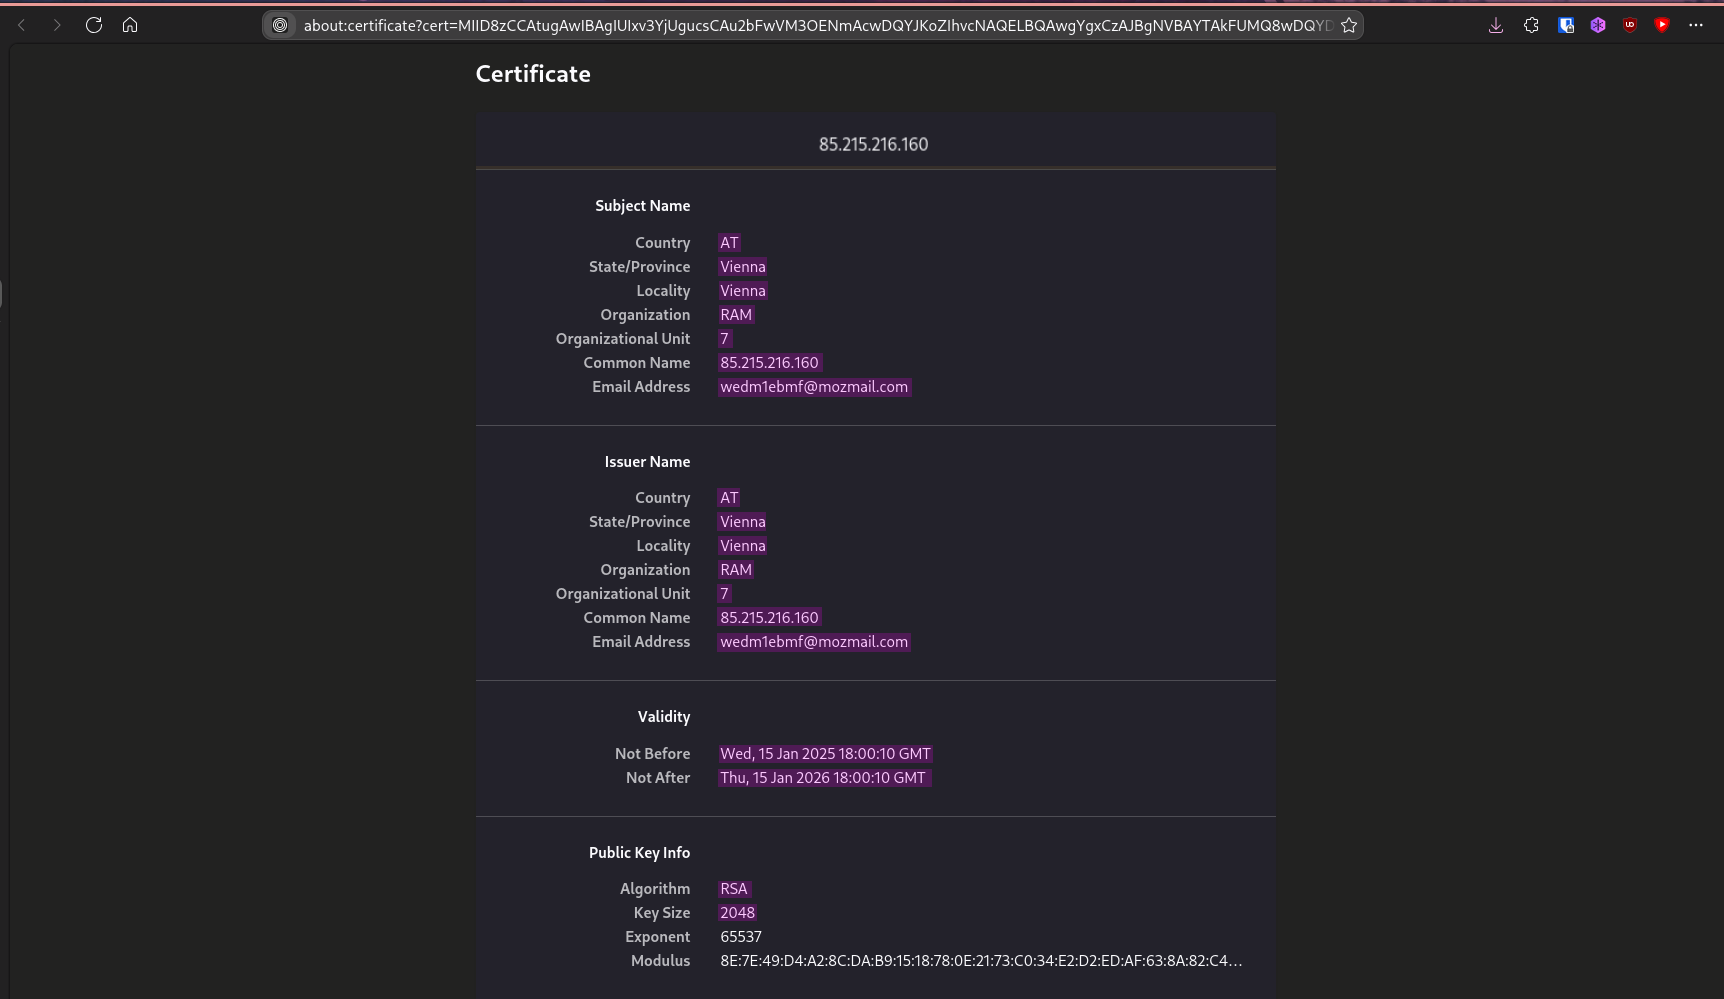 about:certificate?cert=MIID8zCCAtugAwIBAgIUIxv3YjUgucsCAu2bFwVM3OENmAcwDQYJKoZIhvcNAQELBQAwgYgxCzAJBgNVBAYTAkFUMQ8wDQYD
Certificate
85.215.216.160
Subject Name
Country AT
State/Province Vienna
Locality Vienna
Organization RAM
Organizational Unit 7
Common Name 85.215.216.160
Email Address wedm1ebmf@mozmail.com
Issuer Name
Country AT
State/Province Vienna
Locality Vienna
Organization RAM
Organizational Unit 7
Common Name 85.215.216.160
Email Address wedm1ebmf@mozmail.com
Validity
Not Before Wed, 15 Jan 2025 18:00:10 GMT
Not After Thu, 15 Jan 2026 18:00:10 GMT
Public Key Info
Algorithm RSA
Key Size 2048
Exponent 65537
Modulus 8E:7E:49:D4:A2:8C:DA:B9:15:18:78:0E:21:73:C0:34:E2:D2:ED:AF:63:8A:82:C4…